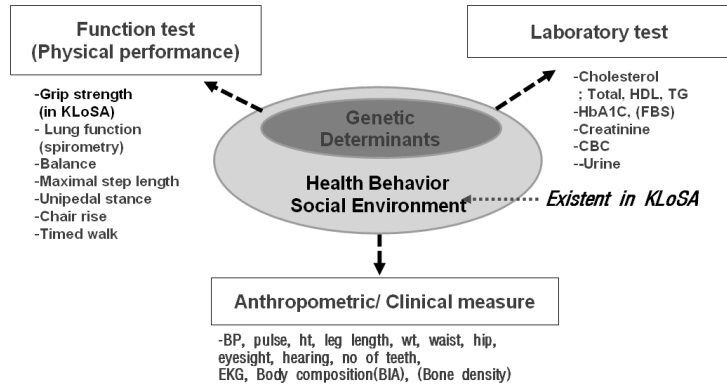 Function test
(Physical performance)
-Grip strength
(in KLoSA)
- Lung function
(spirometry)
-Balance
-Maximal step length
-Unipedal stance
-Chair rise
-Timed walk
Laboratory test
-Cholesterol
; Total, HDL, TG
-HbA1C, (FBS)
-Creatinine
-CBC
--Urine
Genetic
Determinants
Health Behavior
Social Environment
Existent in KLoSA
Anthropometric/ Clinical measure
-BP, pulse, ht, leg length, wt, waist, hip,
eyesight, hearing, no of teeth,
EKG, Body composition(BIA), (Bone density)